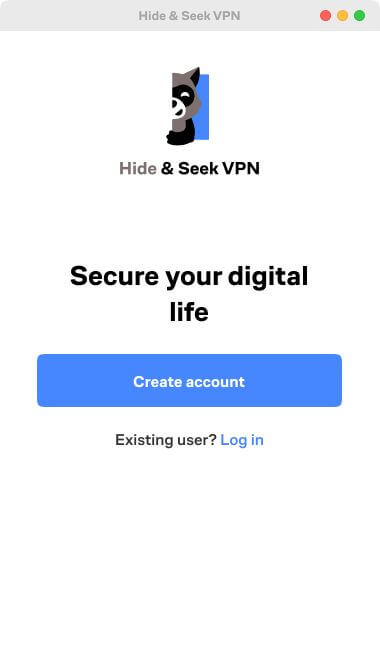 Hide & Seek VPN
Hide & Seek VPN
Secure your digital
life
Create account
Existing user? Log in